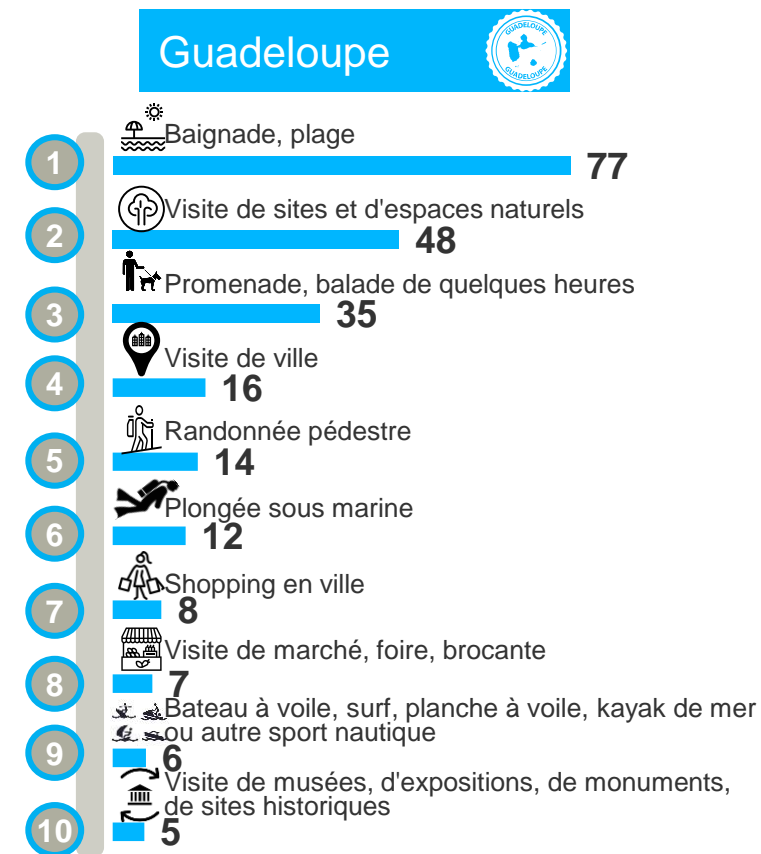 Guadeloupe
GUADELOUPE
GUADELOUPE
Baignade, plage
1
77
Visite de sites et d'espaces naturels
2
48
Promenade, balade de quelques heures
3
35
Visite de ville
4
16
Randonnée pédestre
5
14
Plongée sous marine
6
12
Shopping en ville
7
8
Visite de marché, foire, brocante
8
7
Bateau à voile, surf, planche à voile, kayak de mer
ou autre sport nautique
9
6
Visite de musées, d'expositions, de monuments,
de sites historiques
10
5